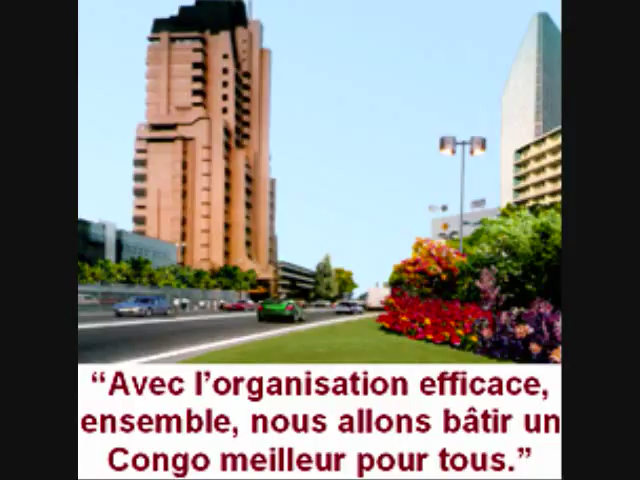 “Avec l’organisation efficace,
ensemble, nous allons bâtir un
Congo meilleur pour tous.”